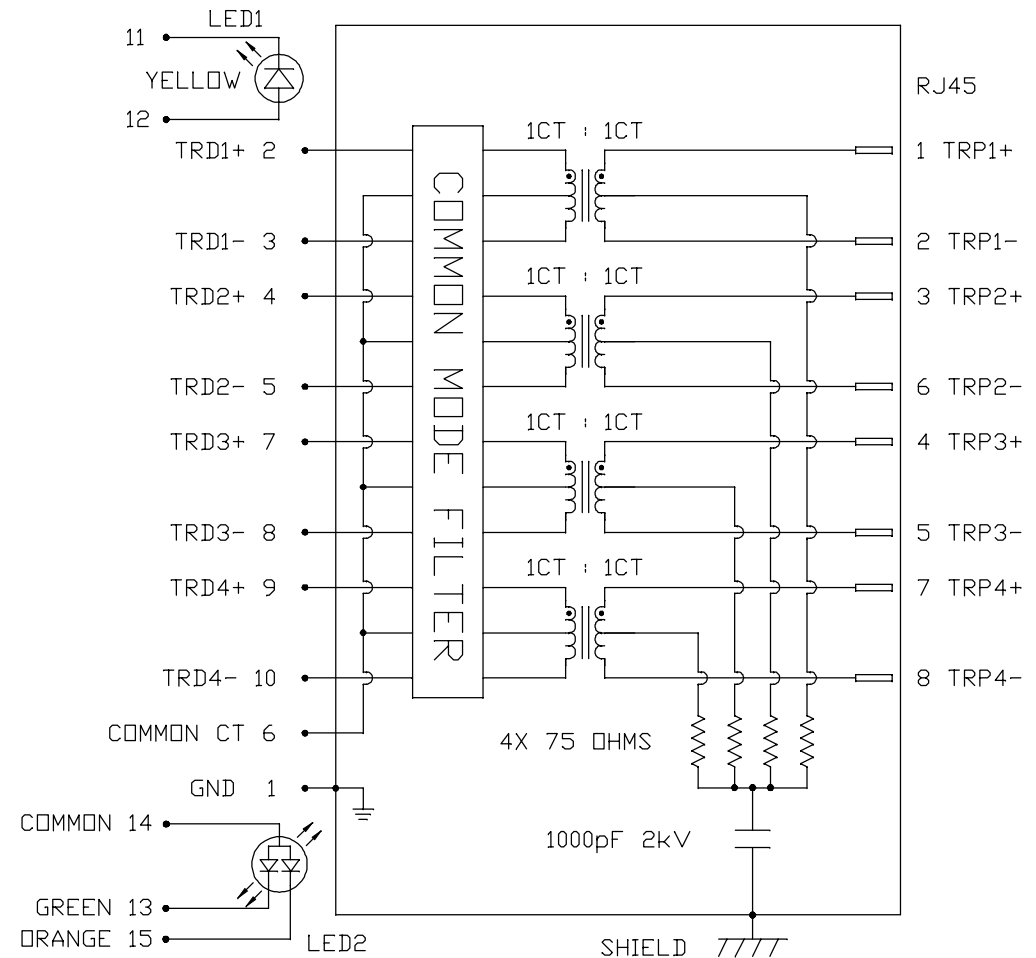 LED1
11
YELLOW
12
RJ45
1CT : 1CT
TRD1+ 2
1 TRP1+
TRD1- 3
2 TRP1-
1CT : 1CT
TRD2+ 4
3 TRP2+
TRD2- 5
6 TRP2-
1CT : 1CT
TRD3+ 7
4 TRP3+
TRD3- 8
5 TRP3-
1CT : 1CT
TRD4+ 9
7 TRP4+
TRD4- 10
8 TRP4-
COMMON MODE FILTER
COMMON CT 6
4X 75 OHMS
GND 1
COMMON 14
1000pF 2kV
GREEN 13
ORANGE 15
LED2
SHIELD